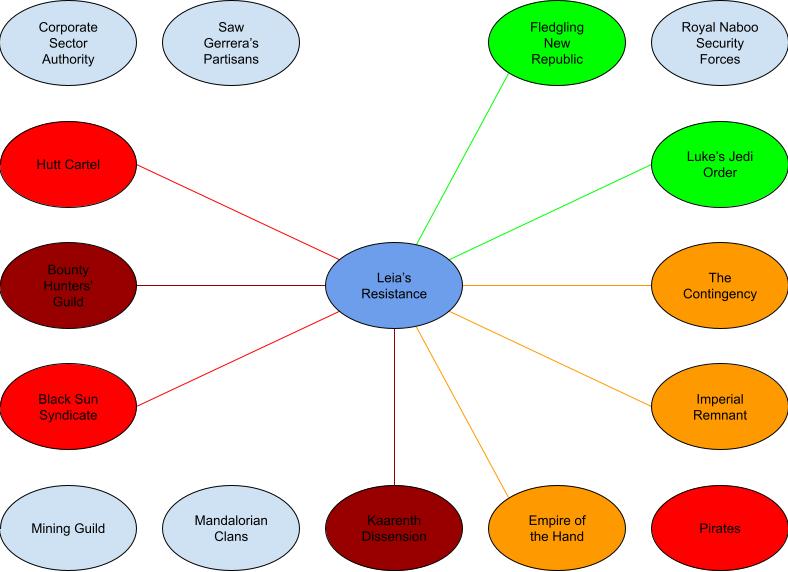 Corporate
Sector
Authority
Saw
Gerrera's
Partisans
Fledgling
New
Republic
Royal Naboo
Security
Forces
Hutt Cartel
Luke's Jedi
Order
Bounty
Hunters'
Guild
Leia's
Resistance
The
Contingency
Black Sun
Syndicate
Imperial
Remnant
Mining Guild
Mandalorian
Clans
Kaarenth
Dissension
Empire of
the Hand
Pirates